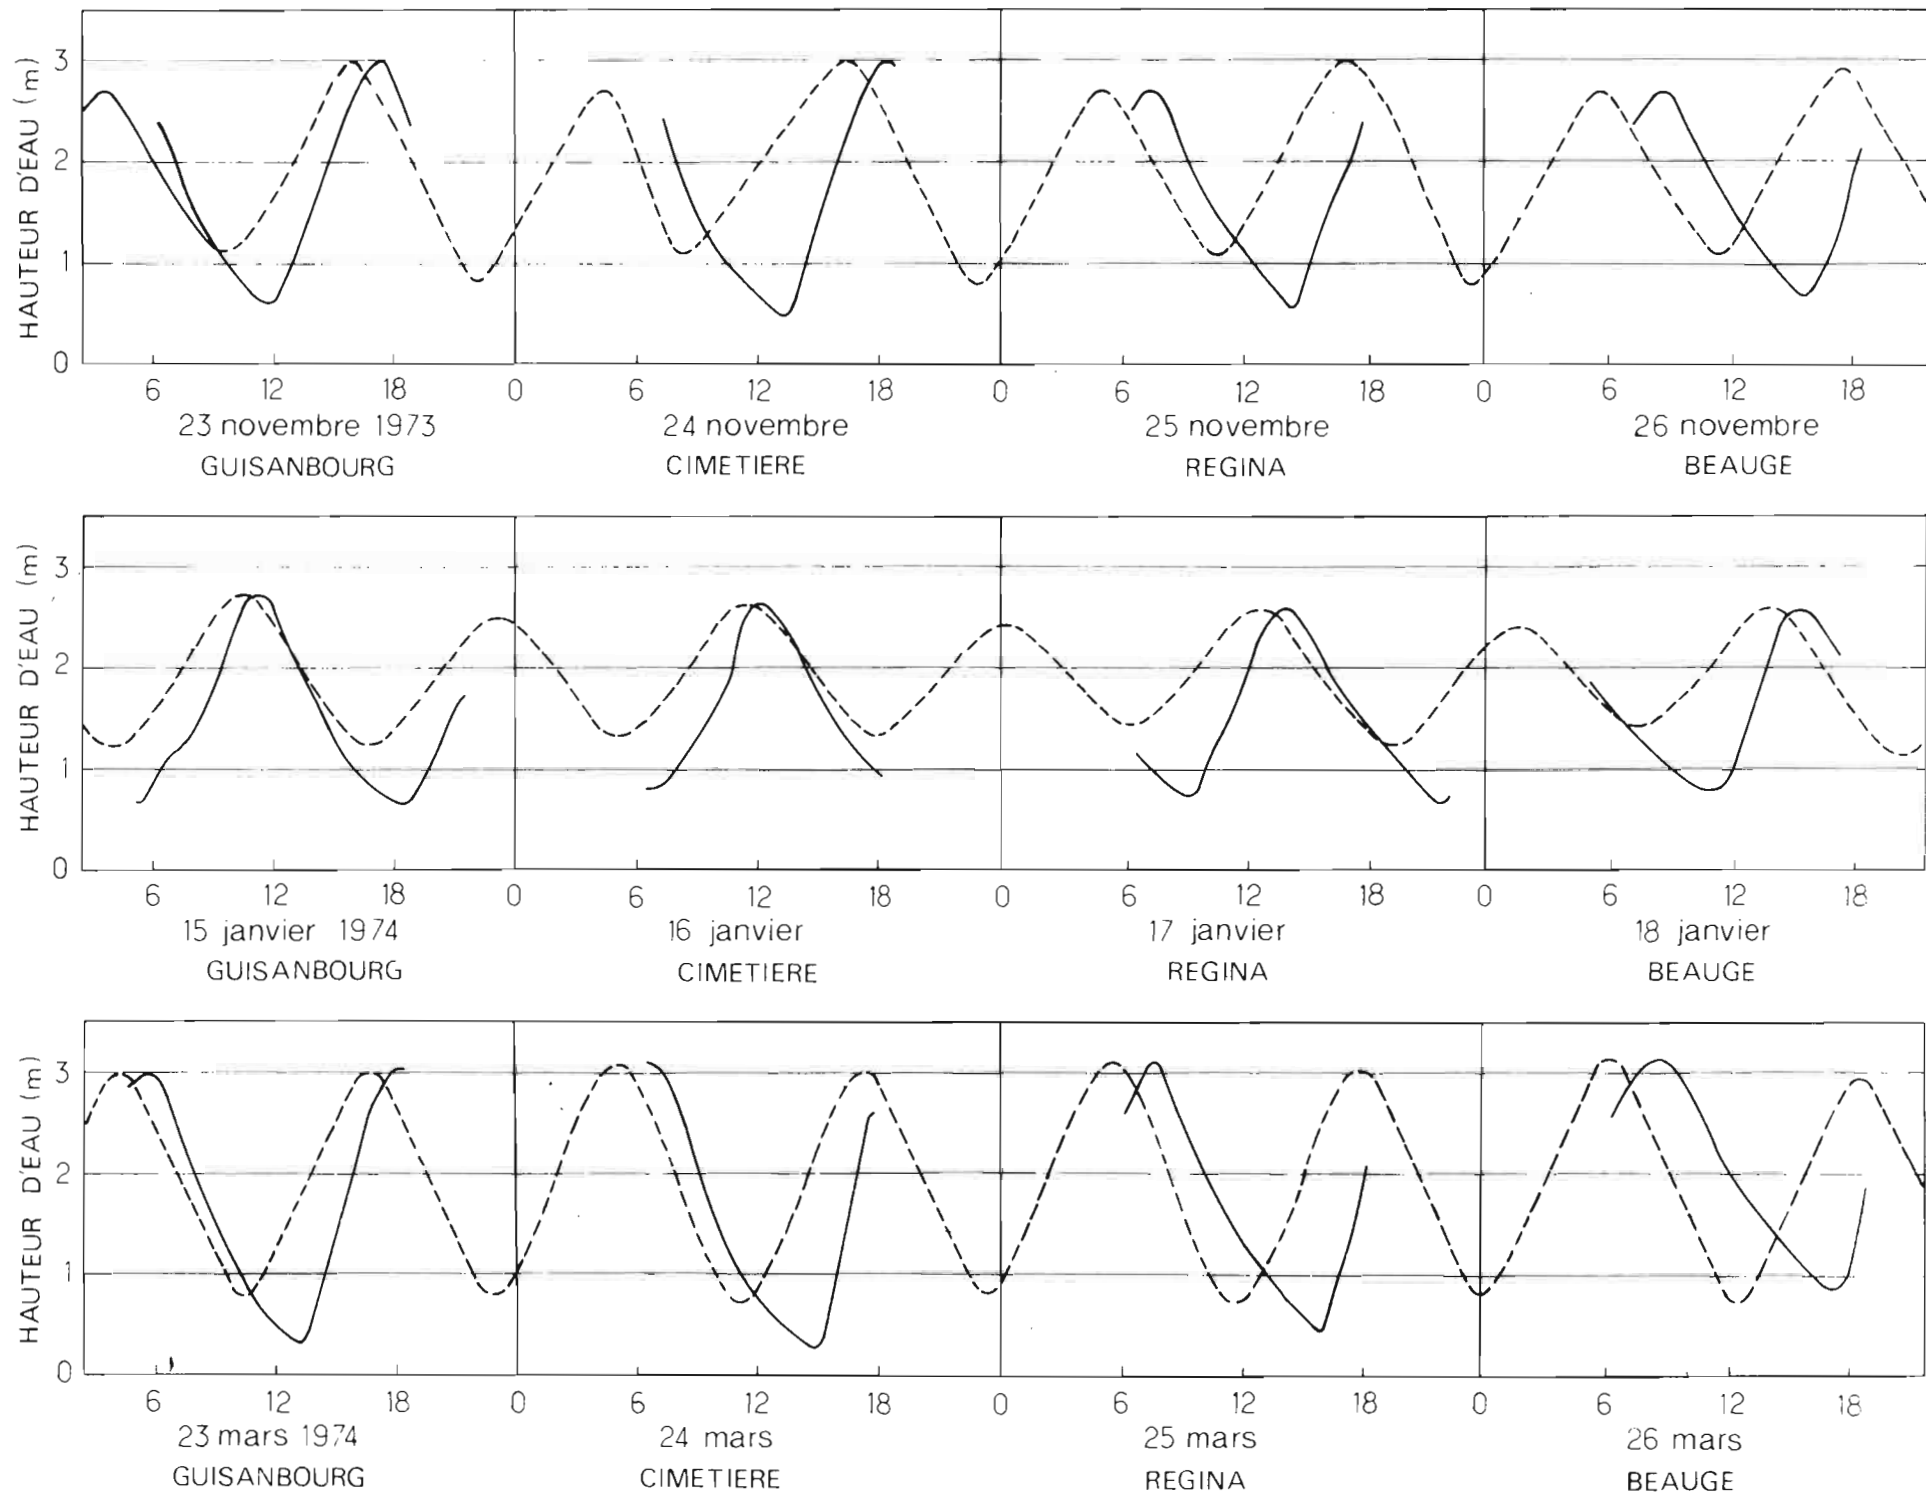 HAUTEUR D'EAU (m)
3
2
1
0
6 12 18 0 6 12 18 0 6 12 18 0 6 12 18
23 novembre 1973 24 novembre 25 novembre 26 novembre
GUISANBOURG CIMETIERE REGINA BEAUGE
HAUTEUR D'EAU (m)
3
2
1
0
6 12 18 0 6 12 18 0 6 12 18 0 6 12 18
15 janvier 1974 16 janvier 17 janvier 18 janvier
GUISANBOURG CIMETIERE REGINA BEAUGE
HAUTEUR D'EAU (m)
3
2
1
0
6 12 18 0 6 12 18 0 6 12 18 0 6 12 18
23 mars 1974 24 mars 25 mars 26 mars
GUISANBOURG CIMETIERE REGINA BEAUGE